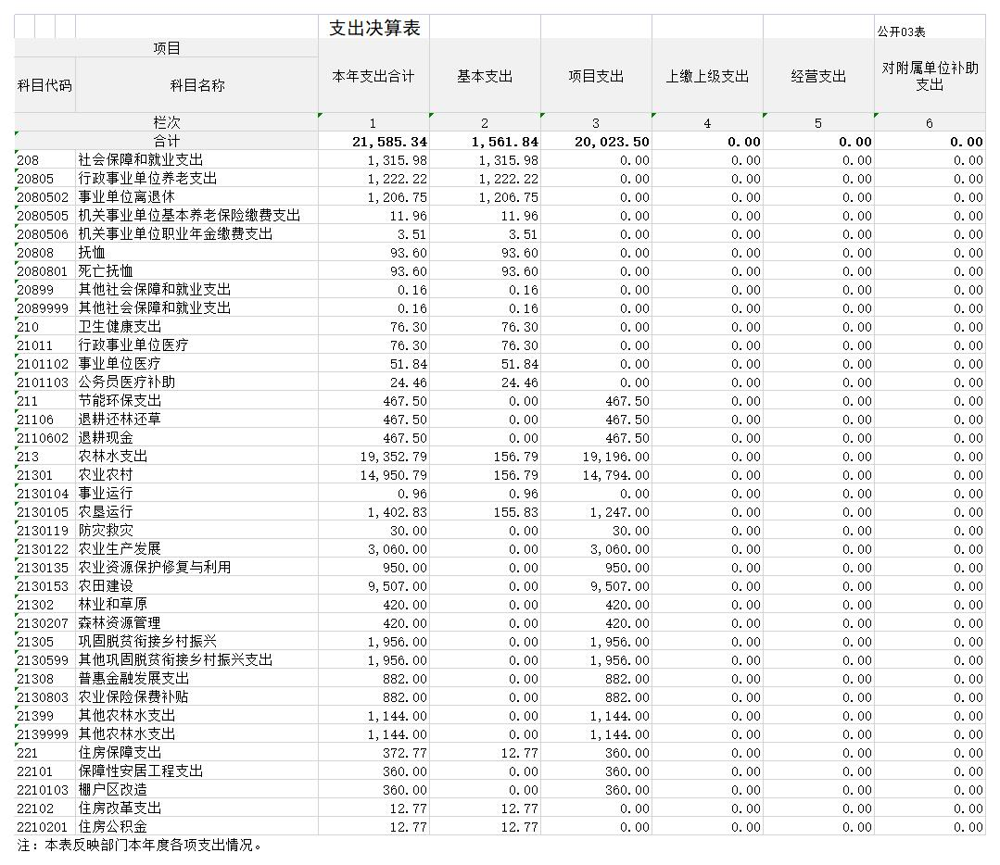 支出决算表
公开03表
项目
科目代码 科目名称 本年支出合计 基本支出 项目支出 上缴上级支出 经营支出 对附属单位补助
支出
栏次 1 2 3 4 5 6
合计 21,585.34 1,561.84 20,023.50 0.00 0.00 0.00
208 社会保障和就业支出 1,315.98 1,315.98 0.00 0.00 0.00 0.00
20805 行政事业单位养老支出 1,222.22 1,222.22 0.00 0.00 0.00 0.00
2080502 事业单位离退休 1,206.75 1,206.75 0.00 0.00 0.00 0.00
2080505 机关事业单位基本养老保险缴费支出 11.96 11.96 0.00 0.00 0.00 0.00
2080506 机关事业单位职业年金缴费支出 3.51 3.51 0.00 0.00 0.00 0.00
20808 抚恤 93.60 93.60 0.00 0.00 0.00 0.00
2080801 死亡抚恤 93.60 93.60 0.00 0.00 0.00 0.00
20899 其他社会保障和就业支出 0.16 0.16 0.00 0.00 0.00 0.00
2089999 其他社会保障和就业支出 0.16 0.16 0.00 0.00 0.00 0.00
210 卫生健康支出 76.30 76.30 0.00 0.00 0.00 0.00
21011 行政事业单位医疗 76.30 76.30 0.00 0.00 0.00 0.00
2101102 事业单位医疗 51.84 51.84 0.00 0.00 0.00 0.00
2101103 公务员医疗补助 24.46 24.46 0.00 0.00 0.00 0.00
211 节能环保支出 467.50 0.00 467.50 0.00 0.00 0.00
21106 退耕还林还草 467.50 0.00 467.50 0.00 0.00 0.00
2110602 退耕现金 467.50 0.00 467.50 0.00 0.00 0.00
213 农林水支出 19,352.79 156.79 19,196.00 0.00 0.00 0.00
21301 农业农村 14,950.79 156.79 14,794.00 0.00 0.00 0.00
2130104 事业运行 0.96 0.96 0.00 0.00 0.00 0.00
2130105 农垦运行 1,402.83 155.83 1,247.00 0.00 0.00 0.00
2130119 防灾救灾 30.00 0.00 30.00 0.00 0.00 0.00
2130122 农业生产发展 3,060.00 0.00 3,060.00 0.00 0.00 0.00
2130135 农业资源保护修复与利用 950.00 0.00 950.00 0.00 0.00 0.00
2130153 农田建设 9,507.00 0.00 9,507.00 0.00 0.00 0.00
21302 林业和草原 420.00 0.00 420.00 0.00 0.00 0.00
2130207 森林资源管理 420.00 0.00 420.00 0.00 0.00 0.00
21305 巩固脱贫衔接乡村振兴 1,956.00 0.00 1,956.00 0.00 0.00 0.00
2130599 其他巩固脱贫衔接乡村振兴支出 1,956.00 0.00 1,956.00 0.00 0.00 0.00
21308 普惠金融发展支出 882.00 0.00 882.00 0.00 0.00 0.00
2130803 农业保险保费补贴 882.00 0.00 882.00 0.00 0.00 0.00
21399 其他农林水支出 1,144.00 0.00 1,144.00 0.00 0.00 0.00
2139999 其他农林水支出 1,144.00 0.00 1,144.00 0.00 0.00 0.00
221 住房保障支出 372.77 12.77 360.00 0.00 0.00 0.00
22101 保障性安居工程支出 360.00 0.00 360.00 0.00 0.00 0.00
2210103 棚户区改造 360.00 0.00 360.00 0.00 0.00 0.00
22102 住房改革支出 12.77 12.77 0.00 0.00 0.00 0.00
2210201 住房公积金 12.77 12.77 0.00 0.00 0.00 0.00
注：本表反映部门本年度各项支出情况。